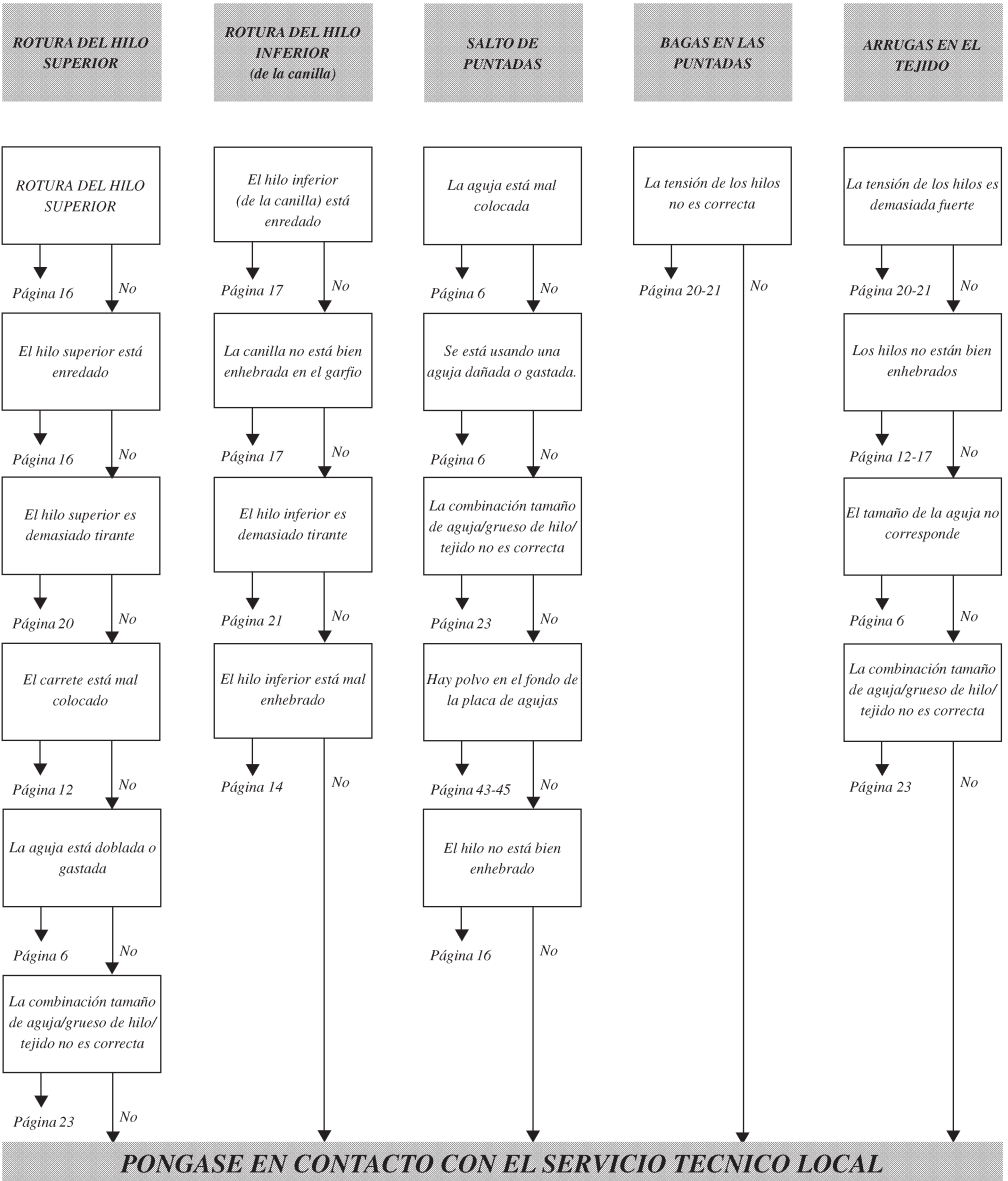 ROTURA DEL HILO
SUPERIOR
ROTURA DEL HILO
SUPERIOR
Página 16
No
El hilo superior está
enredado
Página 16
No
El hilo superior es
demasiado tirante
Página 20
No
El carrete está mal
colocado
Página 12
No
La aguja está doblada o
gastada
Página 6
No
La combinación tamaño
de aguja/grueso de hilo/
tejido no es correcta
Página 23
No
ROTURA DEL HILO
INFERIOR
(de la canilla)
El hilo inferior
(de la canilla) está
enredado
Página 17
No
La canilla no está bien
enhebrada en el garfio
Página 17
No
El hilo inferior es
demasiado tirante
Página 21
No
El hilo inferior está mal
enhebrado
Página 14
No
SALTO DE
PUNTADAS
La aguja está mal
colocada
Página 6
No
Se está usando una
aguja dañada o gastada.
Página 6
No
La combinación tamaño
de aguja/grueso de hilo/
tejido no es correcta
Página 23
No
Hay polvo en el fondo de
la placa de agujas
Página 43-45
No
El hilo no está bien
enhebrado
Página 16
No
BAGAS EN LAS
PUNTADAS
La tensión de los hilos
no es correcta
Página 20-21
No
ARRUGAS EN EL
TEJIDO
La tensión de los hilos es
demasiada fuerte
Página 20-21
No
Los hilos no están bien
enhebrados
Página 12-17
No
El tamaño de la aguja no
corresponde
Página 6
No
La combinación tamaño
de aguja/grueso de hilo/
tejido no es correcta
Página 23
No
PONGASE EN CONTACTO CON EL SERVICIO TECNICO LOCAL